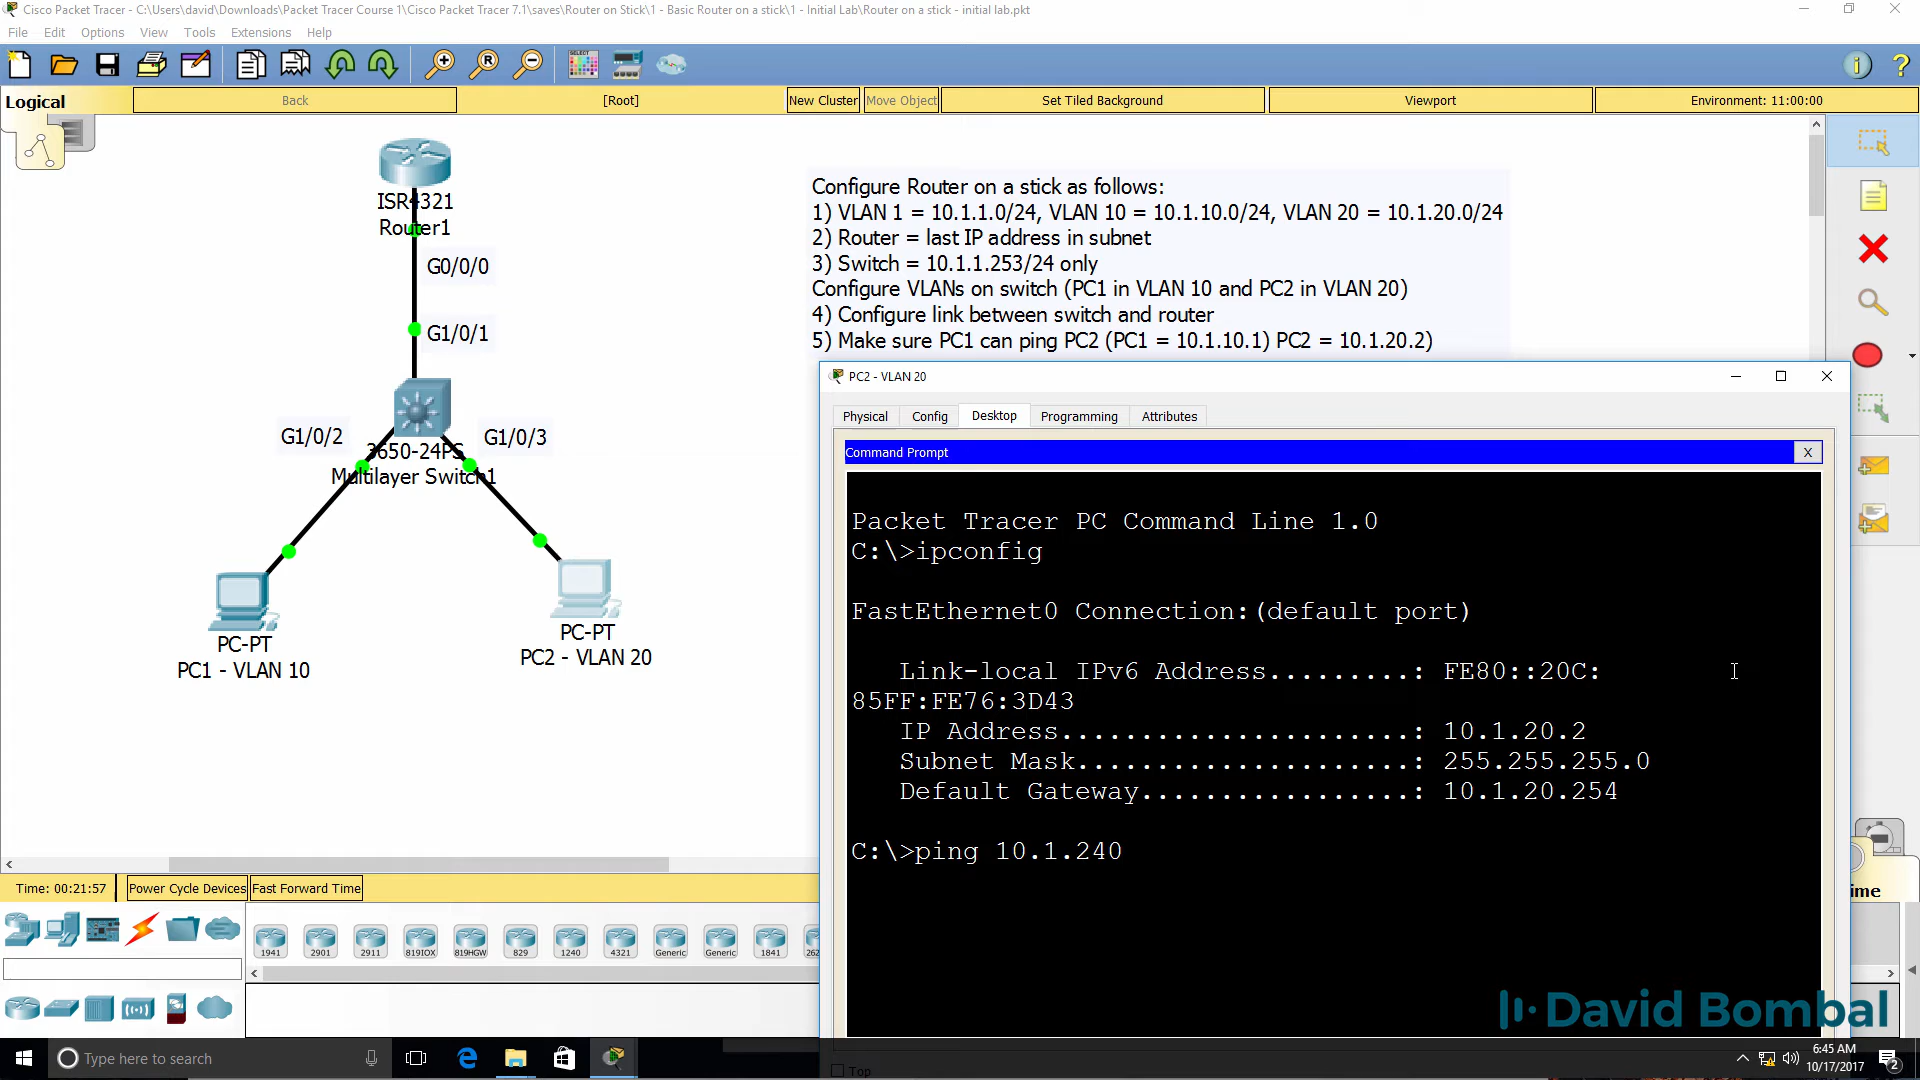 Cisco Packet Tracer - C:\Users\david\Downloads\Packet Tracer Course 1\Cisco Packet Tracer 7.1\saves\Router on Stick\1 - Basic Router on a stick\1 - Initial Lab\Router on a stick - initial lab.pkt
File Edit Options View Tools Extensions Help
Logical Back [Root] New Cluster Move Object Set Tiled Background Viewport Environment: 11:00:00
ISR4321
Router1
G0/0/0
G1/0/1
G1/0/2
G1/0/3
3650-24PS
Multilayer Switch1
PC-PT
PC1 - VLAN 10
PC-PT
PC2 - VLAN 20
Configure Router on a stick as follows:
1) VLAN 1 = 10.1.1.0/24, VLAN 10 = 10.1.10.0/24, VLAN 20 = 10.1.20.0/24
2) Router = last IP address in subnet
3) Switch = 10.1.1.253/24 only
Configure VLANs on switch (PC1 in VLAN 10 and PC2 in VLAN 20)
4) Configure link between switch and router
5) Make sure PC1 can ping PC2 (PC1 = 10.1.10.1) PC2 = 10.1.20.2)
PC2 - VLAN 20
Physical Config Desktop Programming Attributes
Command Prompt X
Packet Tracer PC Command Line 1.0
C:\>ipconfig
FastEthernet0 Connection:(default port)
Link-local IPv6 Address.........: FE80::20C:
85FF:FE76:3D43
IP Address......................: 10.1.20.2
Subnet Mask.....................: 255.255.255.0
Default Gateway.................: 10.1.20.254
C:\>ping 10.1.240
Top
Time: 00:21:57 Power Cycle Devices Fast Forward Time
ime
1941 2901 2911 819IOX 819HGW 829 1240 4321 Generic Generic 1841 262
David Bombal
Type here to search
6:45 AM
10/17/2017
2